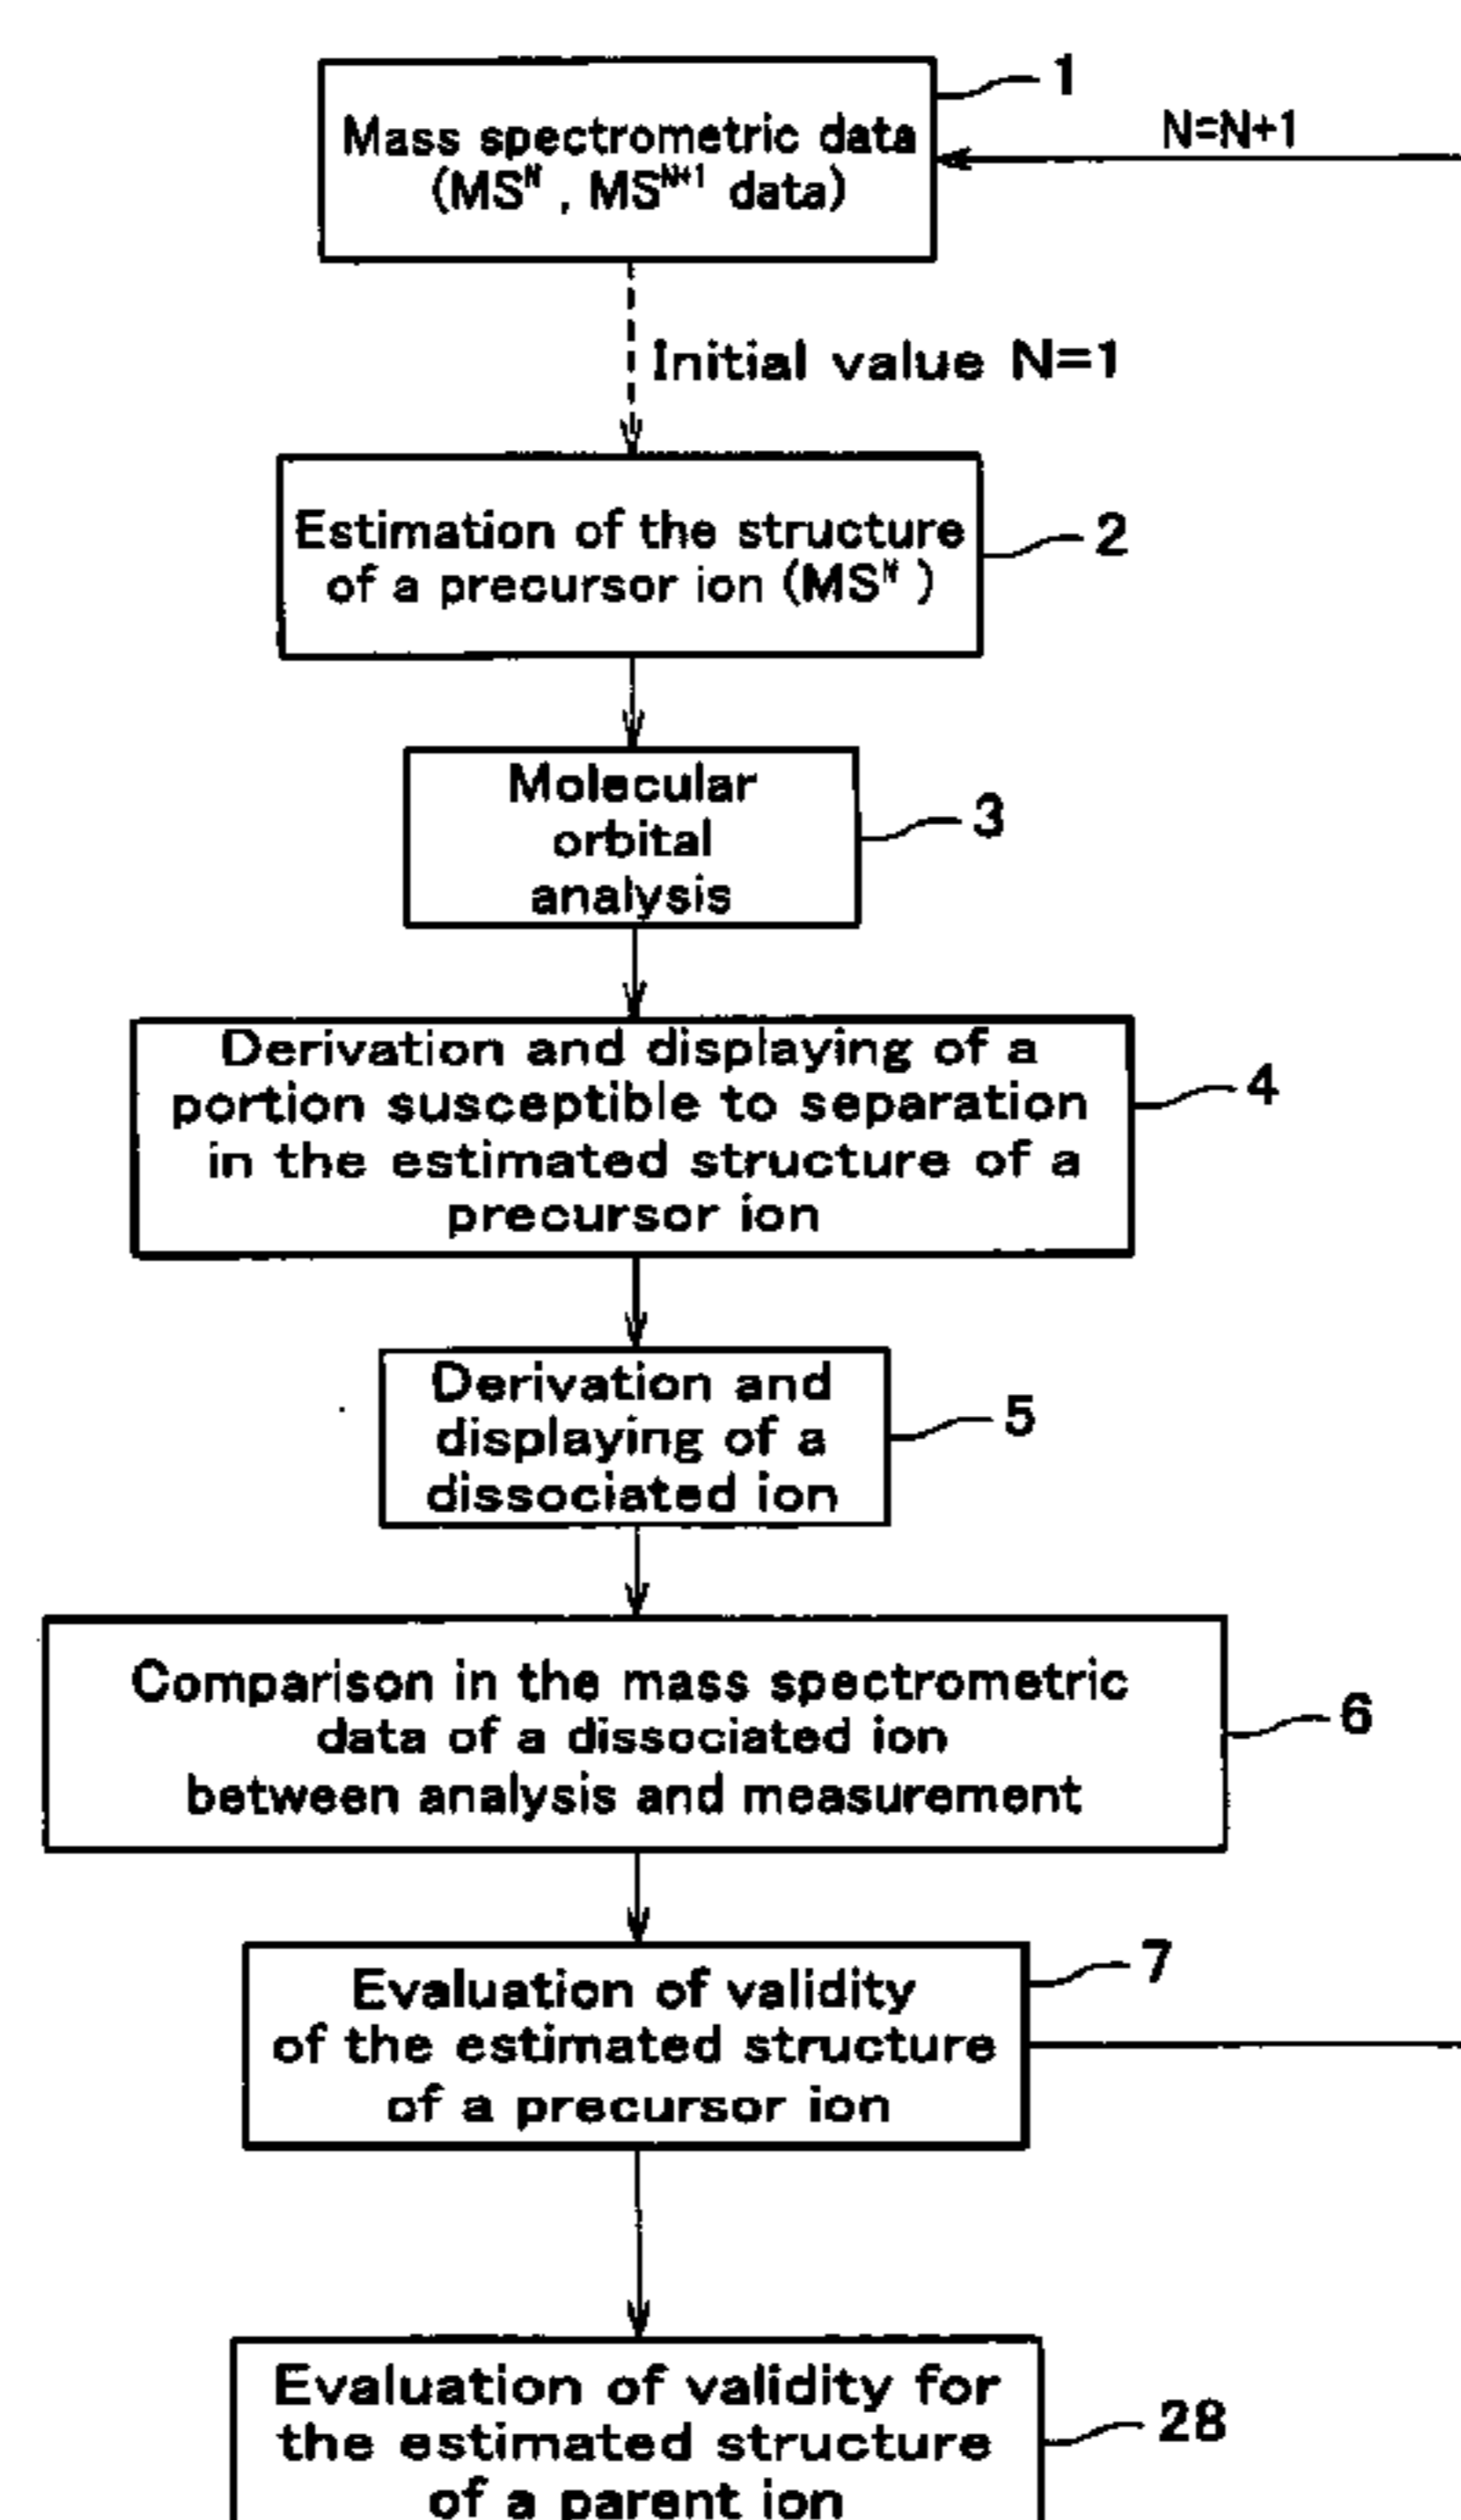 1
N=N+1
Mass spectrometric data
(MS^N, MS^N+1 data)
Initial value N=1
Estimation of the structure
of a precursor ion (MS^N)
2
Molecular
orbital
analysis
3
Derivation and displaying of a
portion susceptible to separation
in the estimated structure of a
precursor ion
4
Derivation and
displaying of a
dissociated ion
5
Comparison in the mass spectrometric
data of a dissociated ion
between analysis and measurement
6
Evaluation of validity
of the estimated structure
of a precursor ion
7
Evaluation of validity for
the estimated structure
of a parent ion
28